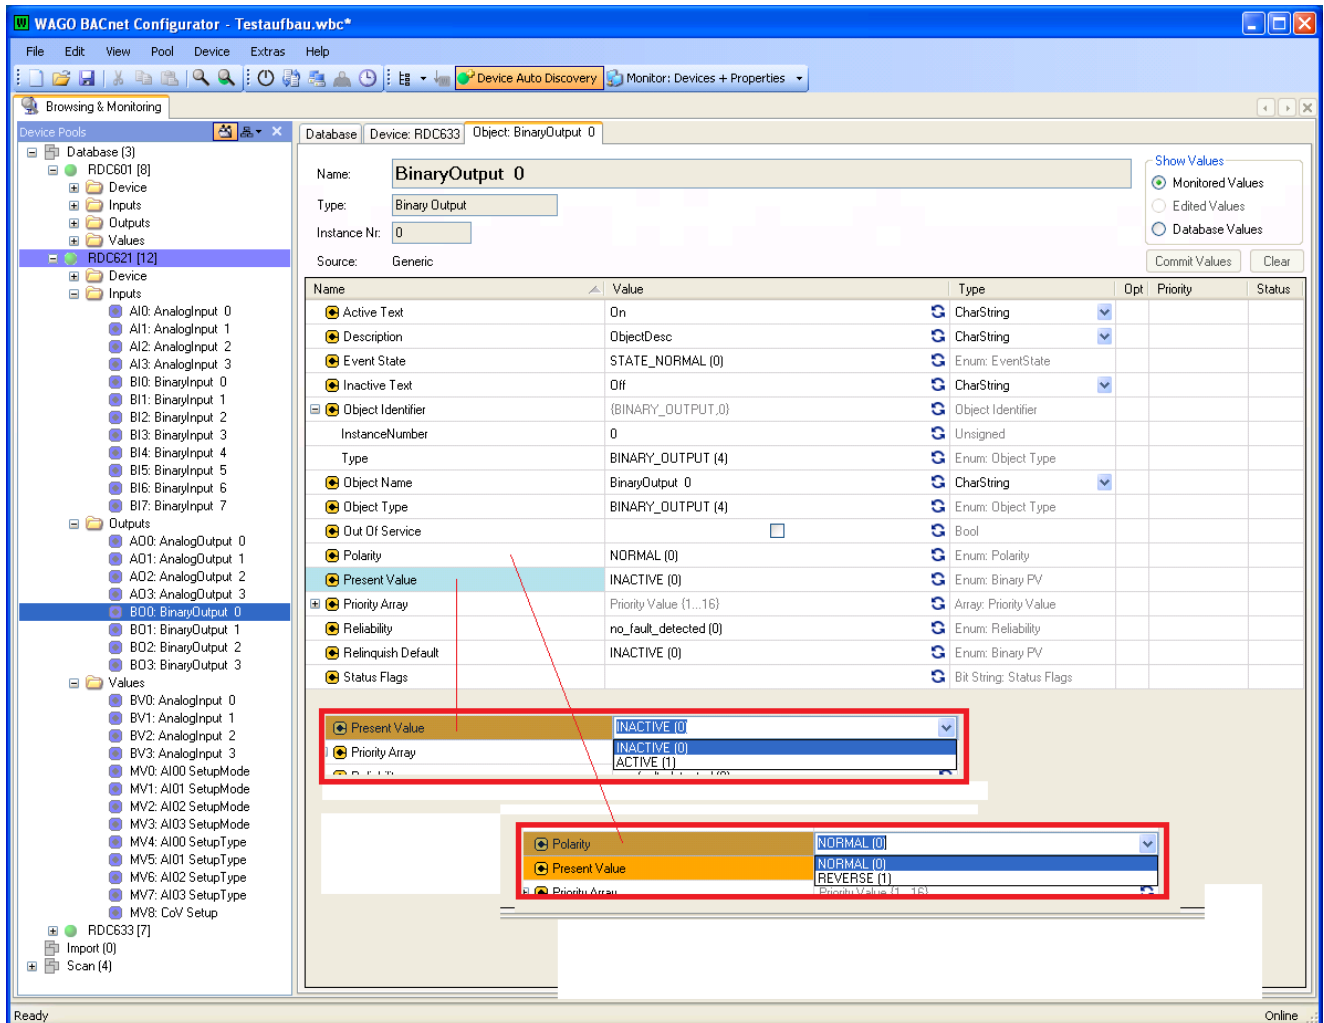 WAGO BACnet Configurator - Testaufbau.wbc*
File Edit View Pool Device Extras Help
Device Auto Discovery Monitor: Devices + Properties
Browsing & Monitoring
Device Pools
Database (3)
RDC601 [8]
Device
Inputs
Outputs
Values
RDC621 [12]
Device
Inputs
AI0: AnalogInput 0
AI1: AnalogInput 1
AI2: AnalogInput 2
AI3: AnalogInput 3
BI0: BinaryInput 0
BI1: BinaryInput 1
BI2: BinaryInput 2
BI3: BinaryInput 3
BI4: BinaryInput 4
BI5: BinaryInput 5
BI6: BinaryInput 6
BI7: BinaryInput 7
Outputs
AO0: AnalogOutput 0
AO1: AnalogOutput 1
AO2: AnalogOutput 2
AO3: AnalogOutput 3
BO0: BinaryOutput 0
BO1: BinaryOutput 1
BO2: BinaryOutput 2
BO3: BinaryOutput 3
Values
BV0: AnalogInput 0
BV1: AnalogInput 1
BV2: AnalogInput 2
BV3: AnalogInput 3
MV0: AI00 SetupMode
MV1: AI01 SetupMode
MV2: AI02 SetupMode
MV3: AI03 SetupMode
MV4: AI00 SetupType
MV5: AI01 SetupType
MV6: AI02 SetupType
MV7: AI03 SetupType
MV8: CoV Setup
RDC633 [7]
Import (0)
Scan (4)
Database Device: RDC633 Object: BinaryOutput 0
Name: BinaryOutput 0
Type: Binary Output
Instance Nr: 0
Source: Generic
Show Values
Monitored Values
Edited Values
Database Values
Commit Values Clear
Name Value Type Opt Priority Status
Active Text On CharString
Description ObjectDesc CharString
Event State STATE_NORMAL (0) Enum: EventState
Inactive Text Off CharString
Object Identifier {BINARY_OUTPUT,0} Object Identifier
InstanceNumber 0 Unsigned
Type BINARY_OUTPUT (4) Enum: Object Type
Object Name BinaryOutput 0 CharString
Object Type BINARY_OUTPUT (4) Enum: Object Type
Out Of Service Bool
Polarity NORMAL (0) Enum: Polarity
Present Value INACTIVE (0) Enum: Binary PV
Priority Array Priority Value {1...16} Array: Priority Value
Reliability no_fault_detected (0) Enum: Reliability
Relinquish Default INACTIVE (0) Enum: Binary PV
Status Flags Bit String: Status Flags
Present Value INACTIVE (0)
Priority Array INACTIVE (0)
ACTIVE (1)
Polarity NORMAL (0)
Present Value NORMAL (0)
REVERSE (1)
Priority Array Priority Value {1...16}
Ready Online